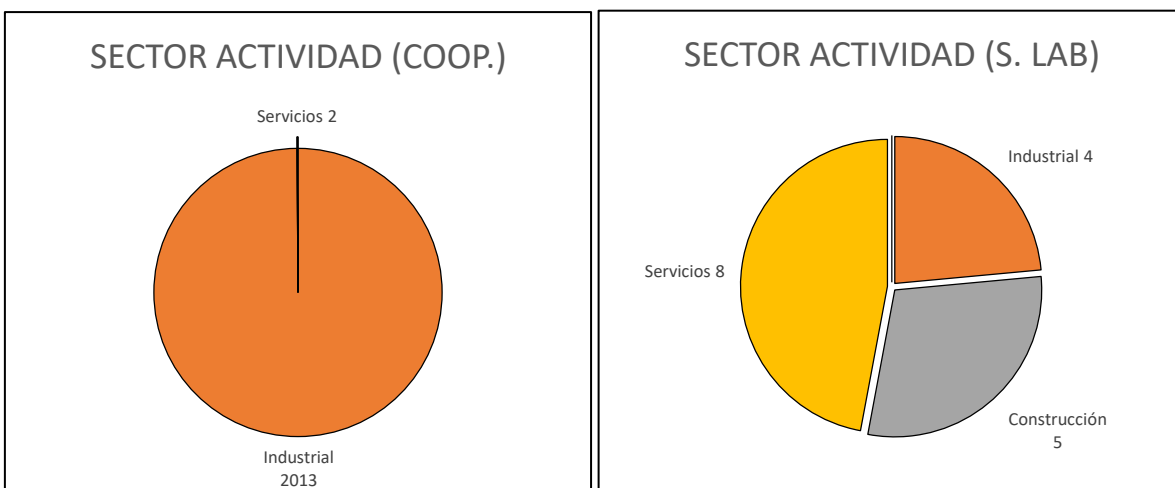 SECTOR ACTIVIDAD (COOP.)
Servicios 2
Industrial
2013
SECTOR ACTIVIDAD (S. LAB)
Industrial 4
Servicios 8
Construcción
5